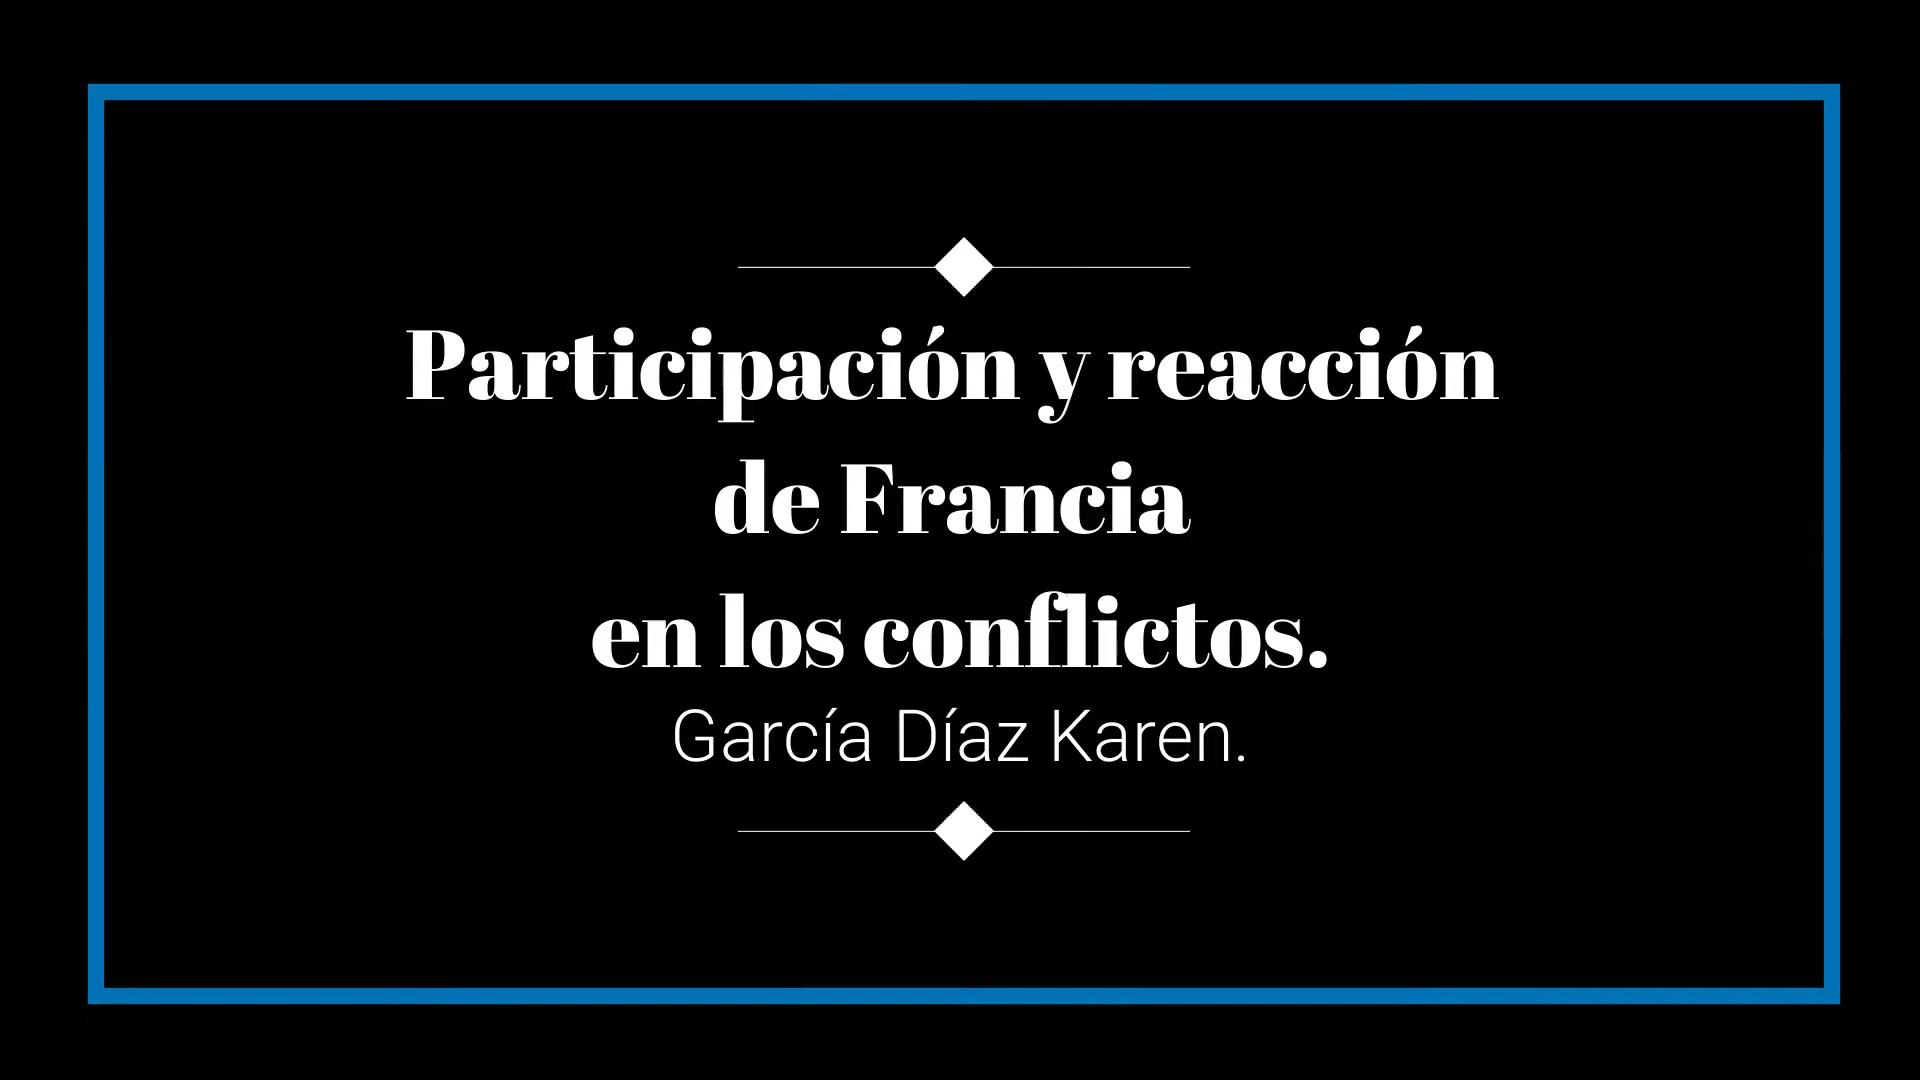 Participación y reacción
de Francia
en los conflictos.
García Díaz Karen.